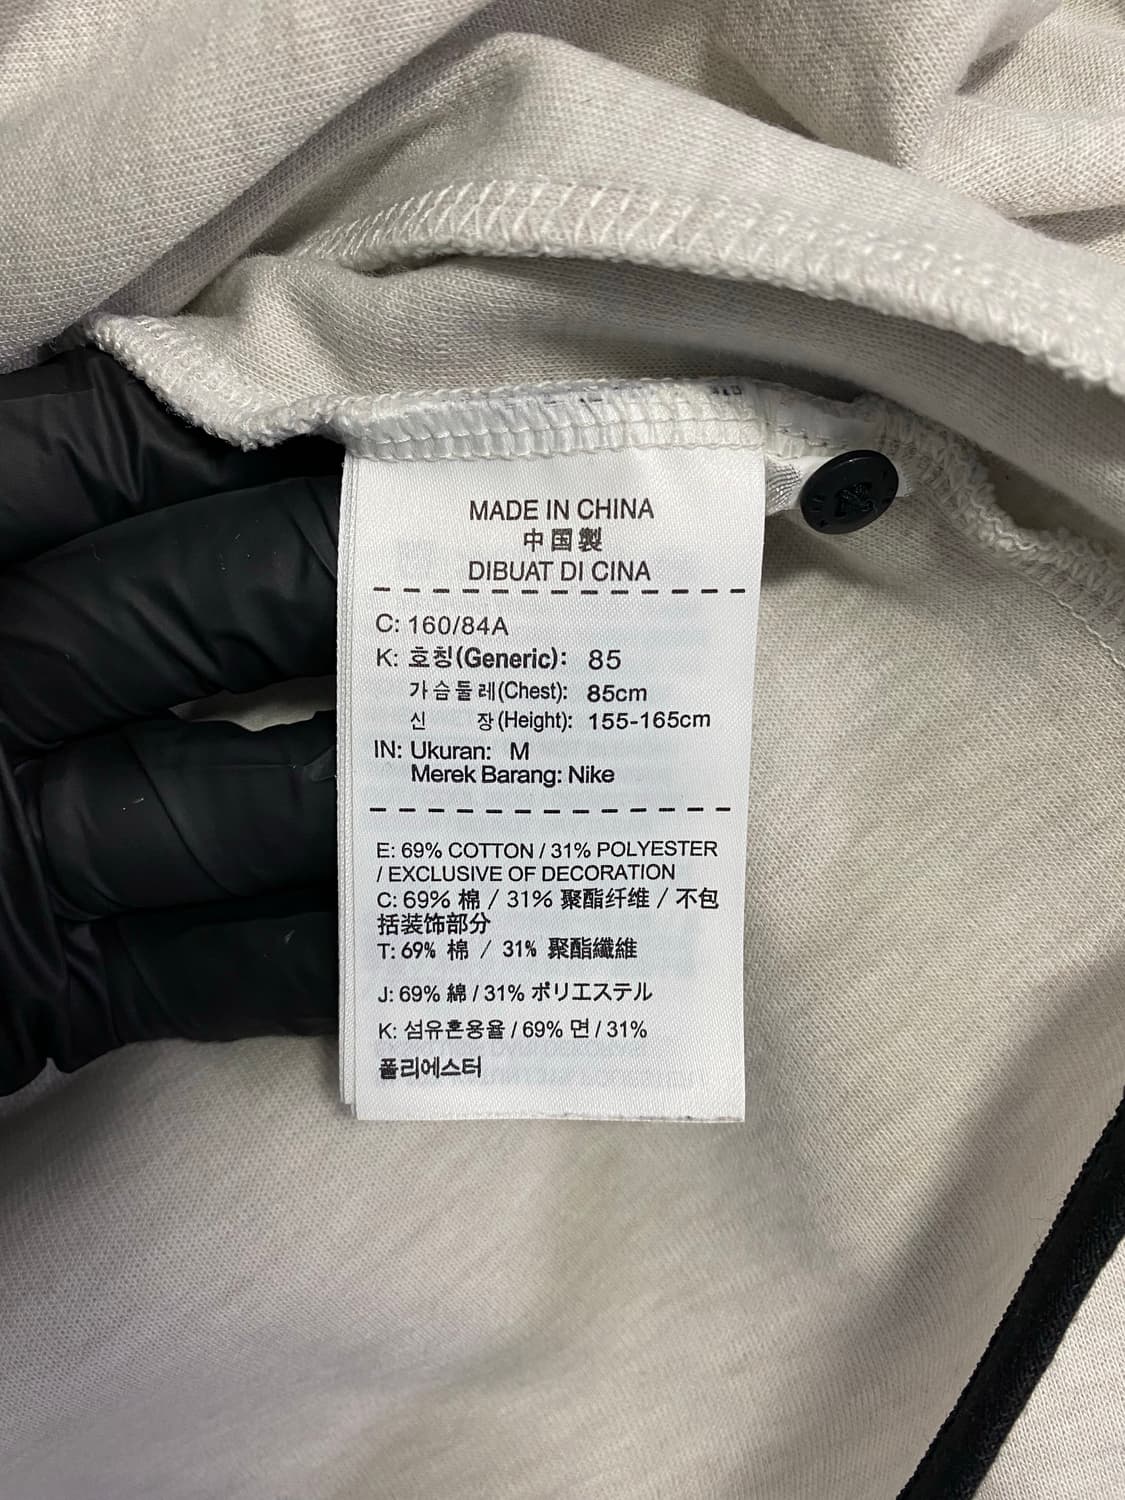 MADE IN CHINA
中国製
DIBUAT DI CINA
C: 160/84A
K: 호칭(Generic): 85
가슴둘레(Chest): 85cm
신 장(Height): 155-165cm
IN: Ukuran: M
Merek Barang: Nike
E: 69% COTTON / 31% POLYESTER
/ EXCLUSIVE OF DECORATION
C: 69% 棉 / 31% 聚酯纤维 / 不包
括装饰部分
T: 69% 棉 / 31% 聚酯纖維
J: 69% 綿 / 31% ポリエステル
K: 섬유혼용율 / 69% 면 / 31%
폴리에스터